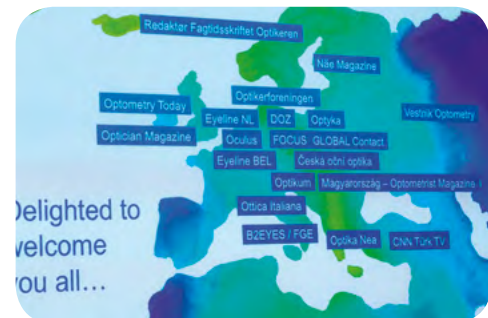 Redaktør Fagtidsskriftet Optikeren
Näe Magazine
Optikerforeningen
Optometry Today
Eyeline NL
DOZ
Optyka
Vestnik Optometry
Optician Magazine
Oculus
FOCUS
GLOBAL Contact
Eyeline BEL
Česká oční optika
Optikum
Magyarország – Optometrist Magazine
Ottica Italiana
B2EYES / FGE
Optika Nea
CNN Türk TV
Delighted to
welcome
you all...